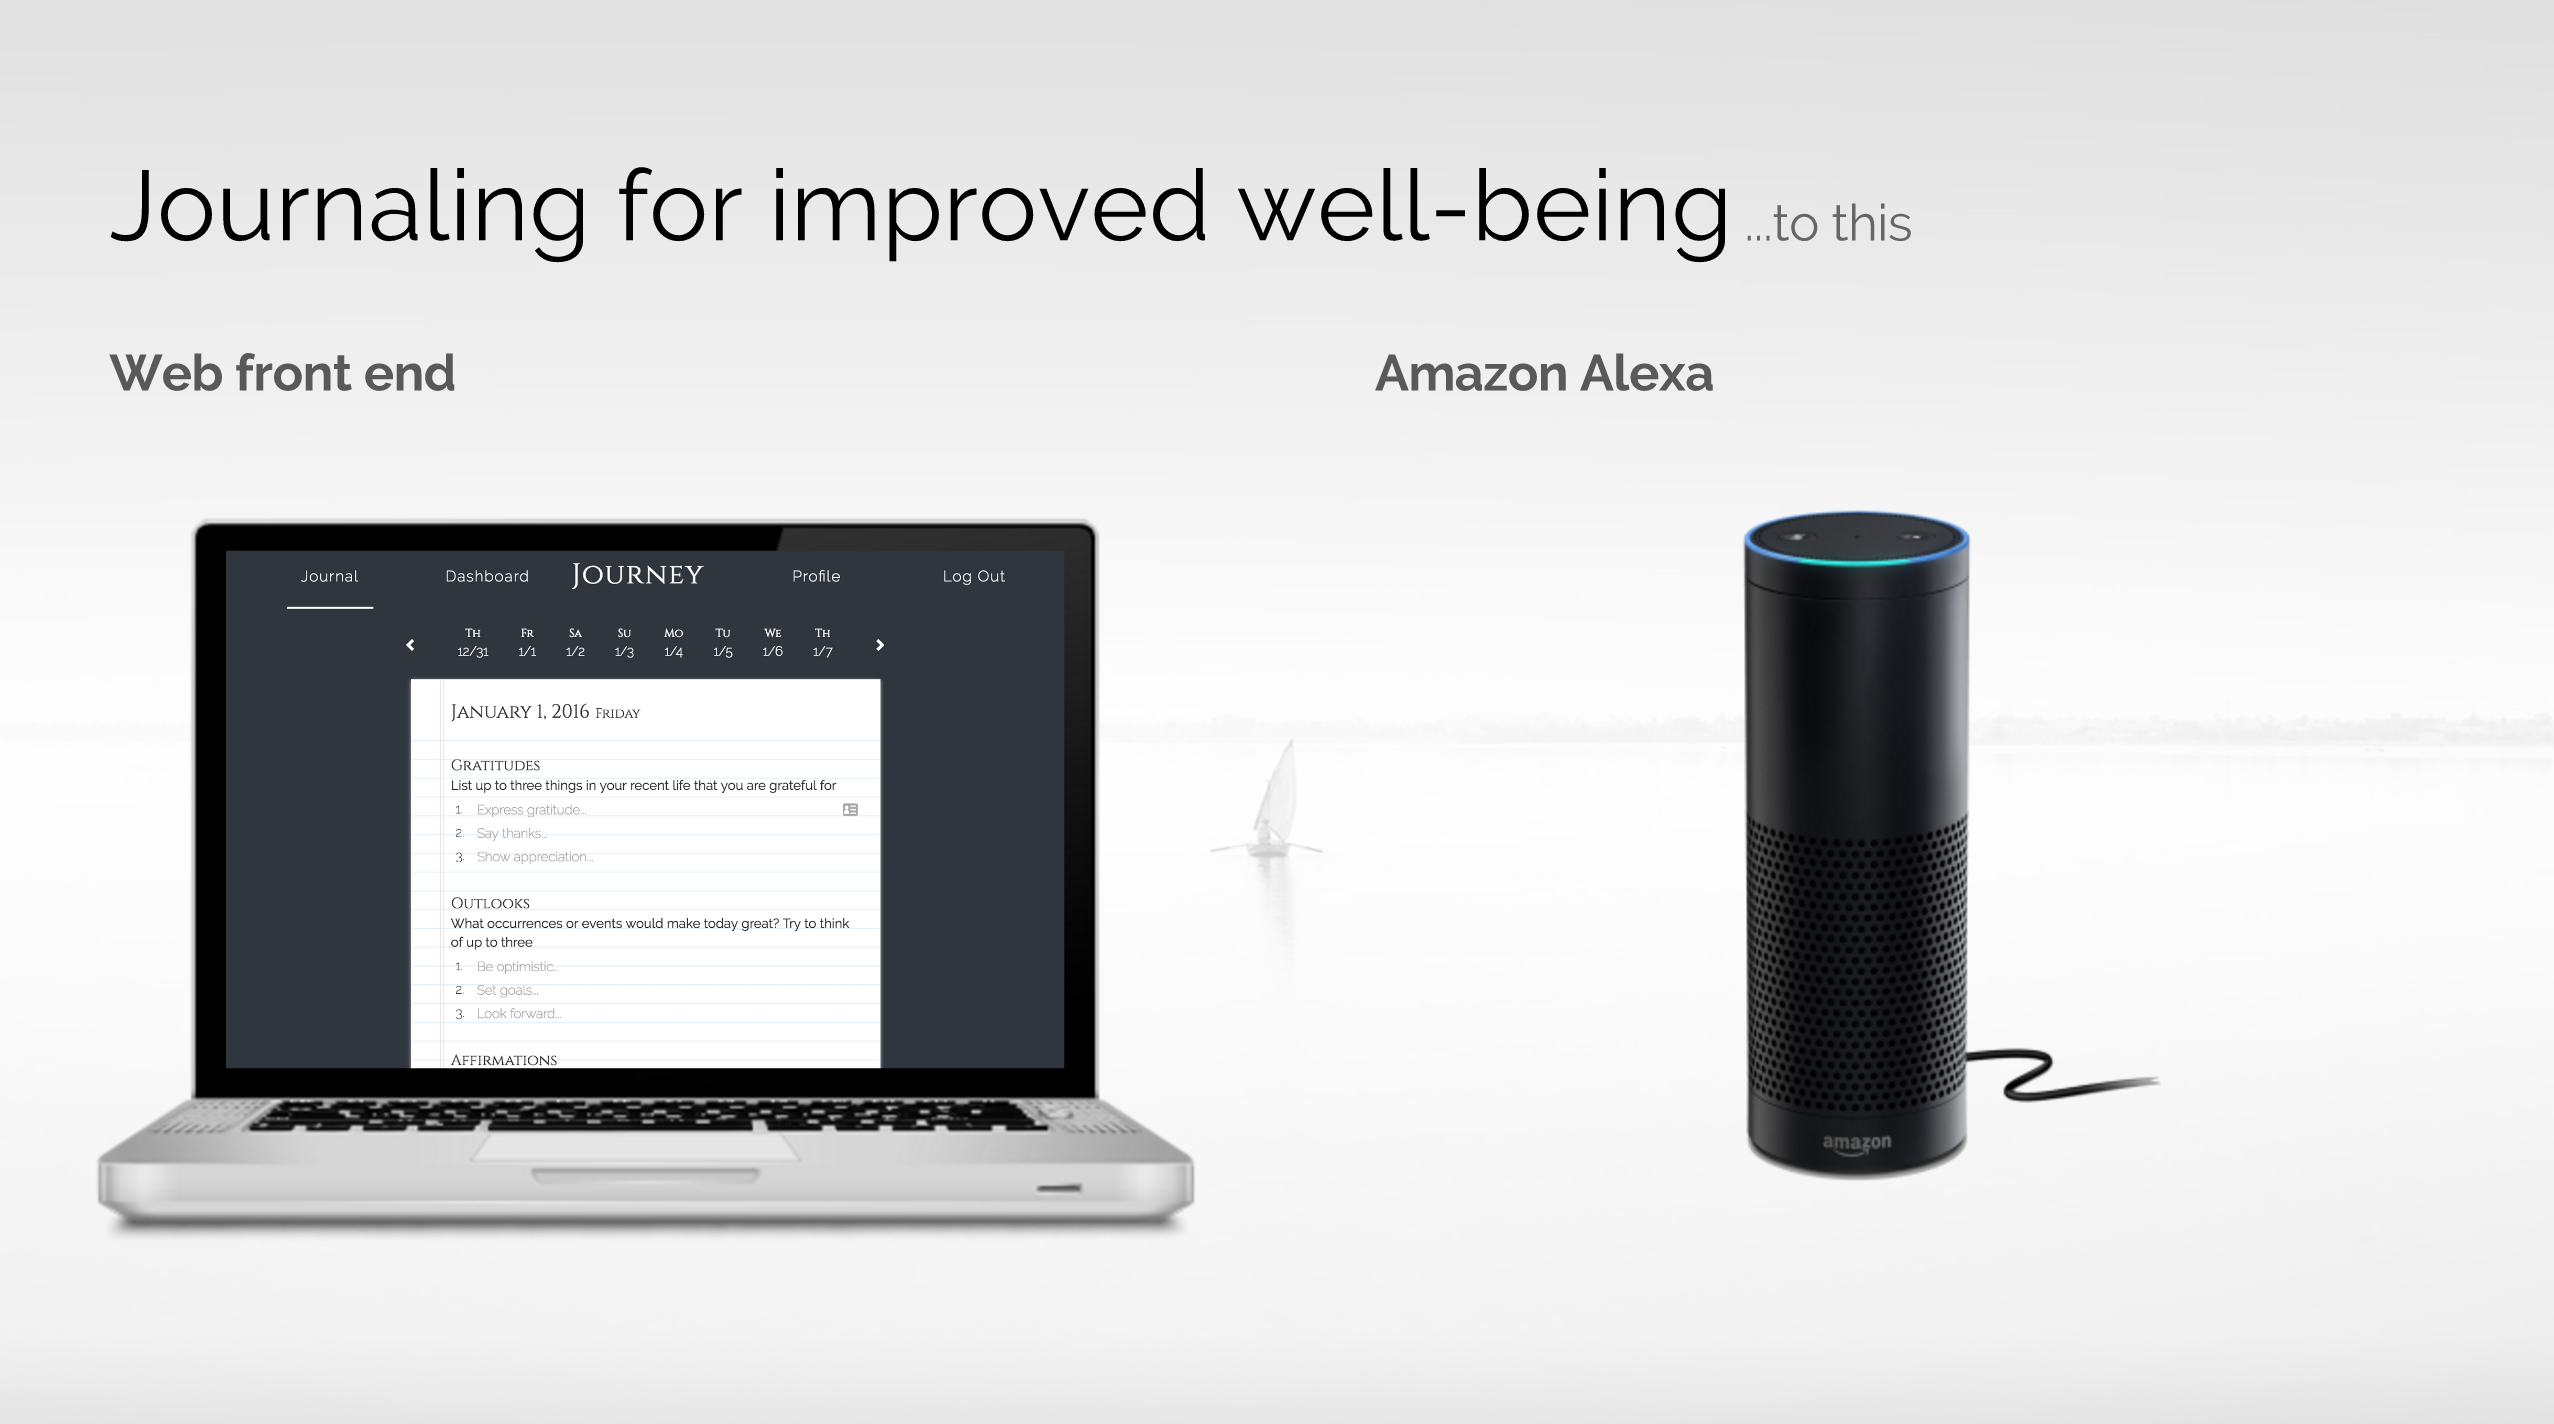 Journaling for improved well-being ...to this
Web front end
Amazon Alexa
Journal Dashboard JOURNEY Profile Log Out
TH FR SA SU MO TU WE TH
12/31 1/1 1/2 1/3 1/4 1/5 1/6 1/7
JANUARY 1, 2016 FRIDAY
GRATITUDES
List up to three things in your recent life that you are grateful for
1. Express gratitude...
2. Say thanks...
3. Show appreciation...
OUTLOOKS
What occurrences or events would make today great? Try to think
of up to three
1. Be optimistic...
2. Set goals...
3. Look forward...
AFFIRMATIONS
amazon